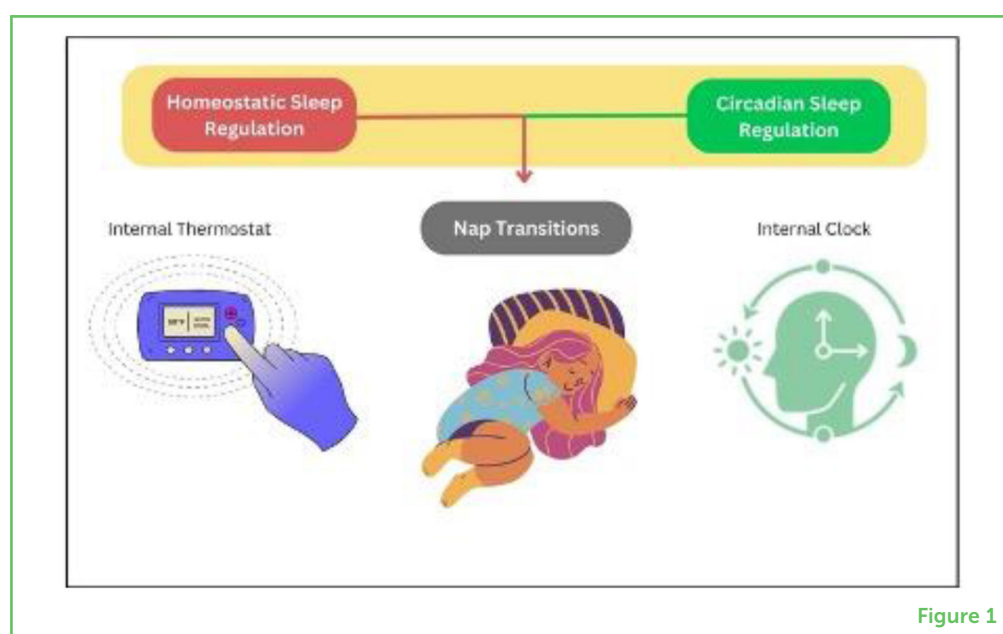 Homeostatic Sleep
Regulation
Circadian Sleep
Regulation
Internal Thermostat
Nap Transitions
Internal Clock
Figure 1